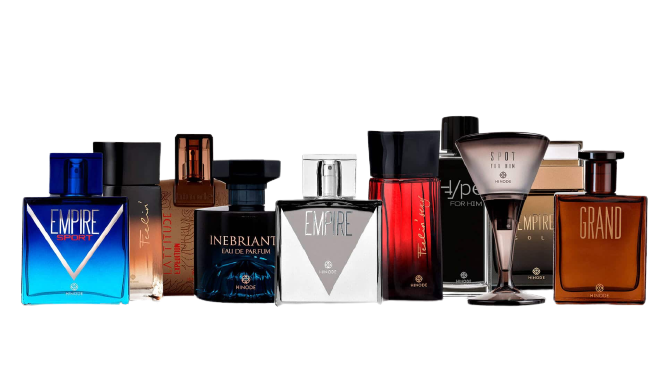 EMPIRE
SPORT
HINODE
Feelin'
INEBRIANT
EAU DE PARFUM
HINODE
EMPIRE
HINODE
HINODE
FOR HIM
SPOT
FOR HIM
HINODE
EMPIRE
GOLD
GRAND
HINODE